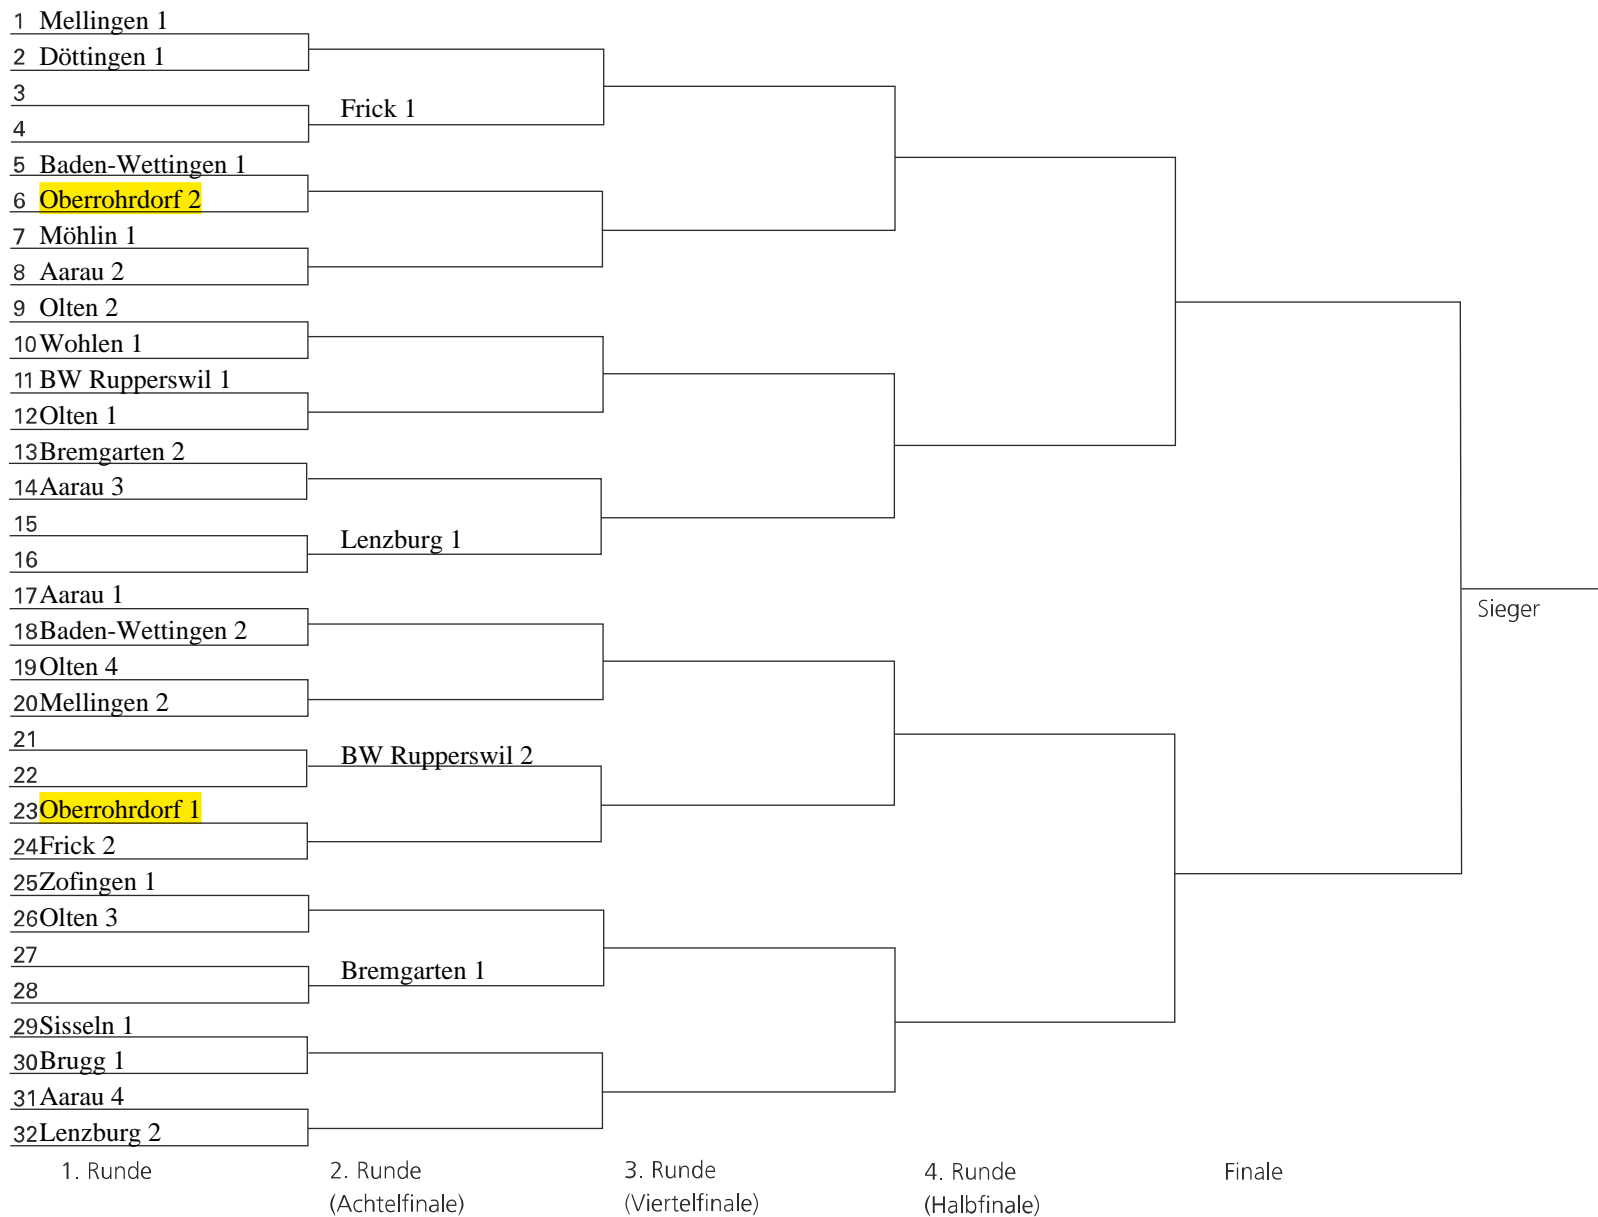 1 Mellingen 1
2 Döttingen 1
3
Frick 1
4
5 Baden-Wettingen 1
6 Oberrohrdorf 2
7 Möhlin 1
8 Aarau 2
9 Olten 2
10 Wohlen 1
11 BW Rupperswil 1
12 Olten 1
13 Bremgarten 2
14 Aarau 3
15
Lenzburg 1
16
17 Aarau 1
Sieger
18 Baden-Wettingen 2
19 Olten 4
20 Mellingen 2
21
BW Rupperswil 2
22
23 Oberrohrdorf 1
24 Frick 2
25 Zofingen 1
26 Olten 3
27
Bremgarten 1
28
29 Sisseln 1
30 Brugg 1
31 Aarau 4
32 Lenzburg 2
1. Runde
2. Runde
(Achtelfinale)
3. Runde
(Viertelfinale)
4. Runde
(Halbfinale)
Finale